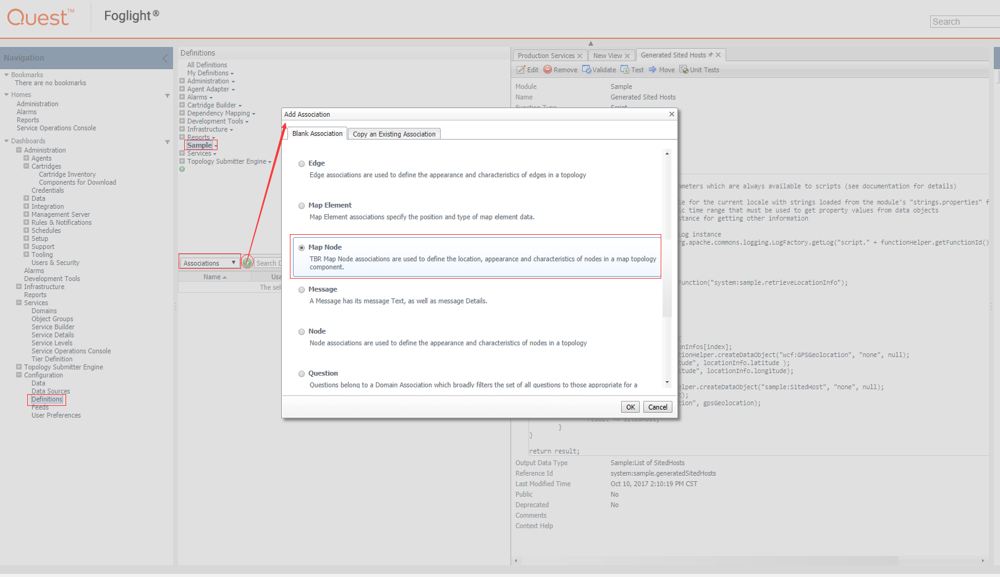 Quest™
Foglight®
Search
Navigation
Bookmarks
There are no bookmarks
Homes
Administration
Alarms
Reports
Service Operations Console
Dashboards
Administration
Agents
Cartridges
Cartridge Inventory
Components for Download
Credentials
Data
Integration
Management Server
Rules & Notifications
Schedules
Setup
Support
Tooling
Users & Security
Alarms
Development Tools
Infrastructure
Reports
Services
Domains
Object Groups
Service Builder
Service Details
Service Levels
Service Operations Console
Tier Definition
Topology Submitter Engine
Configuration
Data
Data Sources
Definitions
Feeds
User Preferences
Definitions
All Definitions
My Definitions
Administration
Agent Adapter
Alarms
Cartridge Builder
Dependency Mapping
Development Tools
Infrastructure
Reports
Sample
Services
Topology Submitter Engine
Associations
Search D
Name
Usa
The sel
Add Association
Blank Association
Copy an Existing Association
Edge
Edge associations are used to define the appearance and characteristics of edges in a topology
Map Element
Map Element associations specify the position and type of map element data.
Map Node
TBR Map Node associations are used to define the location, appearance and characteristics of nodes in a map topology
component.
Message
A Message has its message Text, as well as message Details.
Node
Node associations are used to define the appearance and characteristics of nodes in a topology
Question
Questions belong to a Domain Association which broadly filters the set of all questions to those appropriate for a
OK
Cancel
Production Services
New View
Generated Sited Hosts
Edit
Remove
Validate
Test
Move
Unit Tests
Module
Sample
Name
Generated Sited Hosts
Function Type
Script
ameters which are always available to scripts (see documentation for details)
le for the current locale with strings loaded from the module's "strings.properties" f
ic time range that must be used to get property values from data objects
stance for getting other information
Log instance
rg.apache.commons.logging.LogFactory.getLog("script." + functionHelper.getFunctionId()
Function("system:sample.retrieveLocationInfo");
{
onInfos[index];
tionHelper.createDataObject("wcf:GPSGeolocation", "none", null);
tude", locationInfo.latitude );
itude", locationInfo.longitude);
elper.createDataObject("sample:SitedHost", "none", null);
t);
tion", gpsGeolocation);
result += sitedHost;
}
}
return result;
Output Data Type
Sample:List of SitedHosts
Reference Id
system:sample.generatedSitedHosts
Last Modified Time
Oct 10, 2017 2:10:19 PM CST
Public
No
Deprecated
No
Comments
Context Help